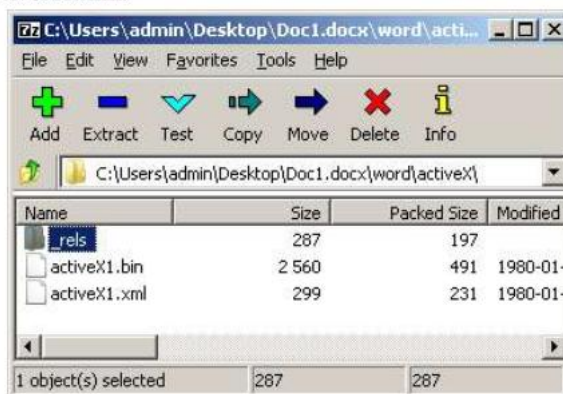 C:\Users\admin\Desktop\Doc1.docx\word\acti...
File Edit View Favorites Tools Help
Add Extract Test Copy Move Delete Info
C:\Users\admin\Desktop\Doc1.docx\word\activeX\
Name Size Packed Size Modified
_rels 287 197
activeX1.bin 2 560 491 1980-01-
activeX1.xml 299 231 1980-01-
1 object(s) selected 287 287